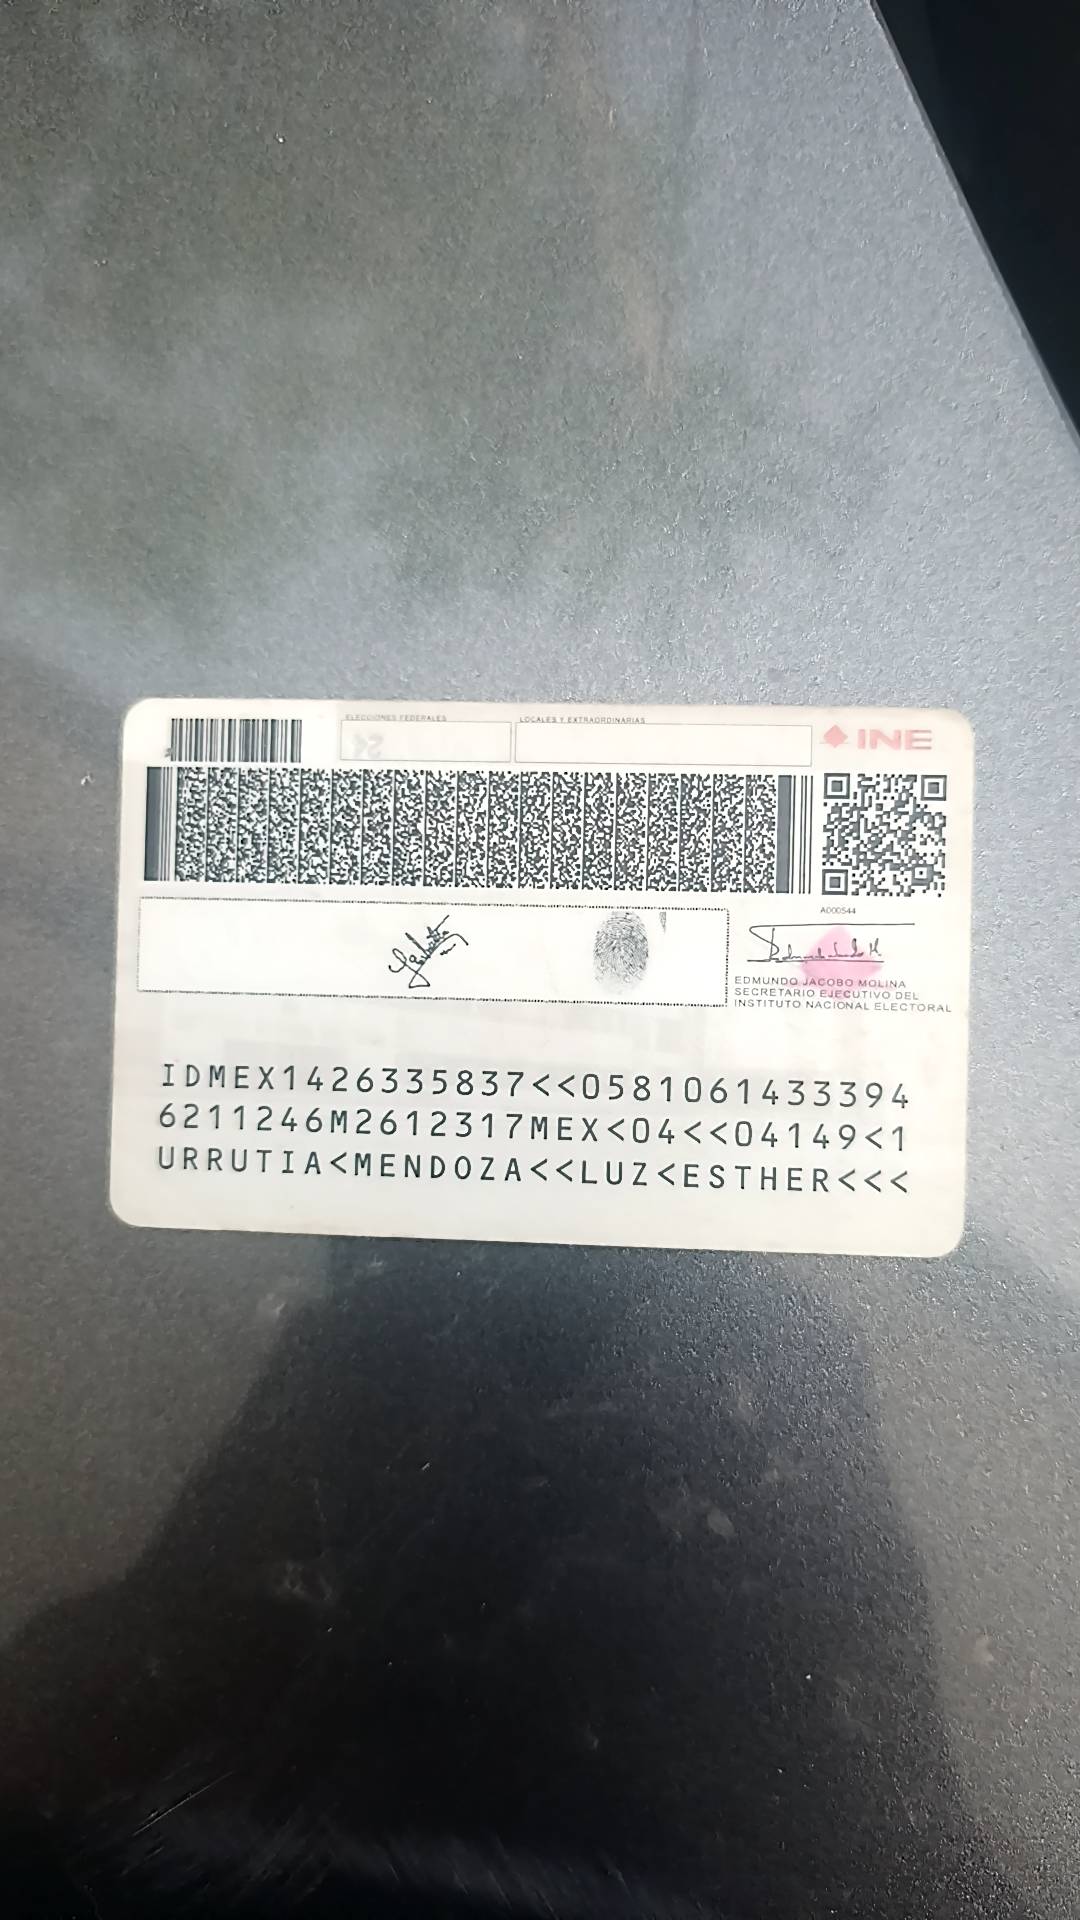 ELECCIONES FEDERALES
LOCALES Y EXTRAORDINARIAS
INE
A000544
EDMUNDO JACOBO MOLINA
SECRETARIO EJECUTIVO DEL
INSTITUTO NACIONAL ELECTORAL
IDMEX1426335837<<0581061433394
6211246M2612317MEX<04<<04149<1
URRUTIA<MENDOZA<<LUZ<ESTHER<<<